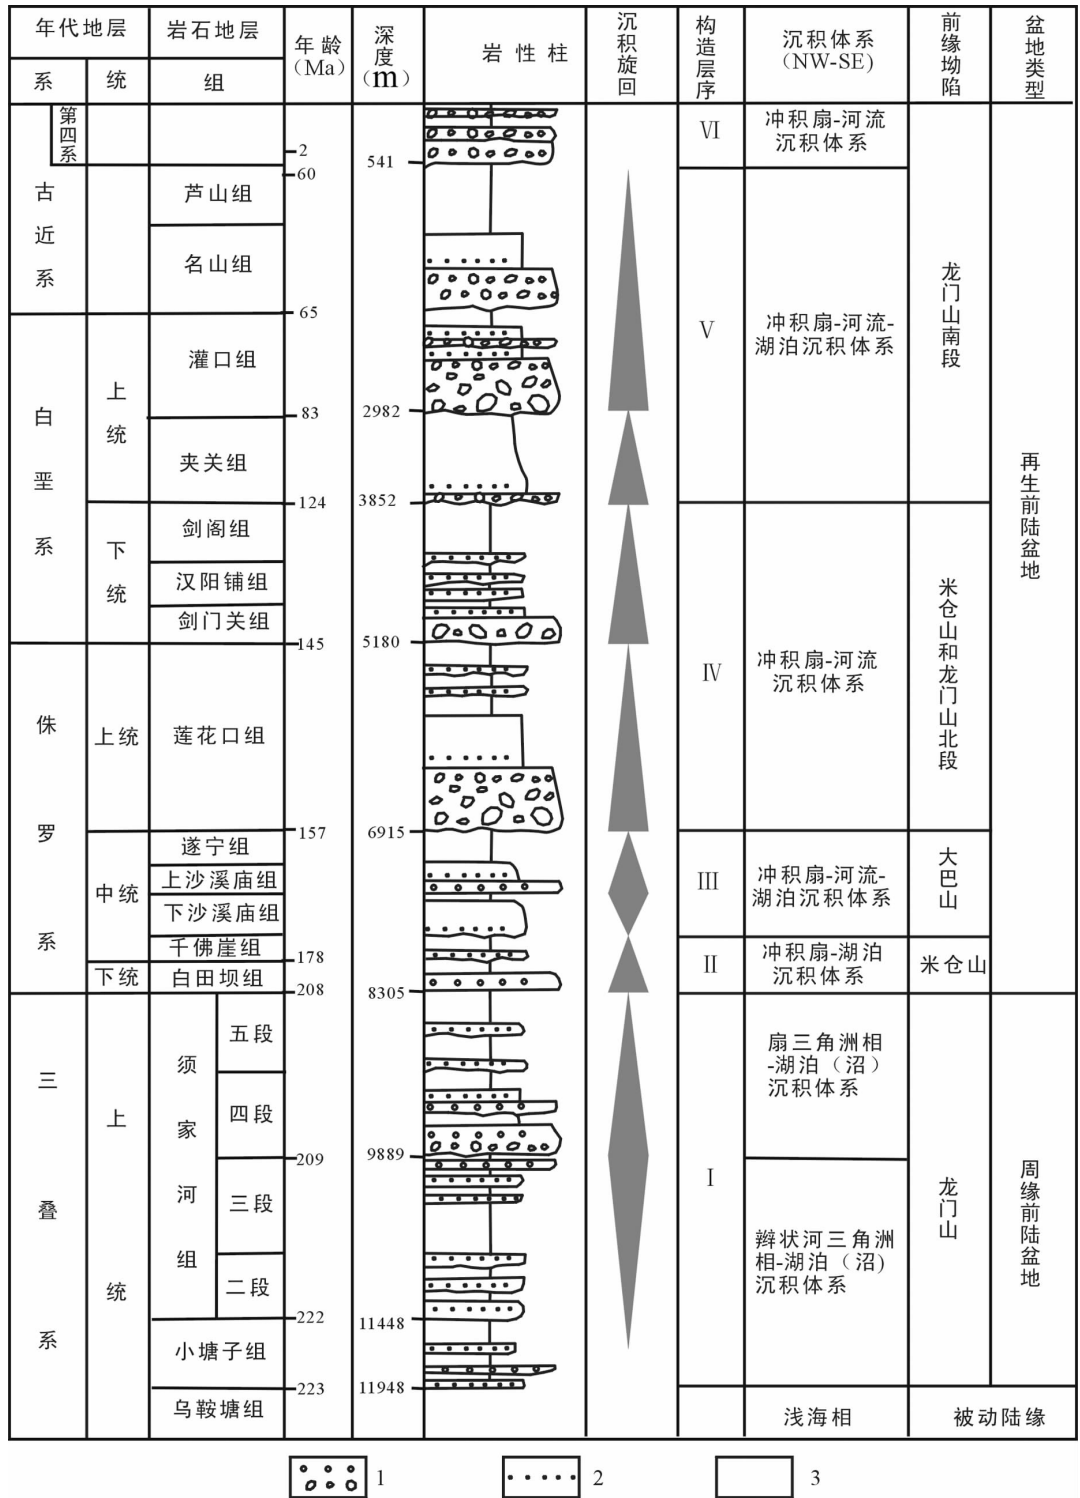 年代地层
岩石地层
年龄
(Ma)
深度
(m)
岩性柱
沉积旋回
构造层序
沉积体系
(NW-SE)
前缘坳陷
盆地类型
系
统
组
第四系
2
541
VI
冲积扇-河流
沉积体系
古近系
60
芦山组
名山组
65
V
冲积扇-河流-
湖泊沉积体系
龙门山南段
白垩系
上统
灌口组
83
2982
夹关组
124
3852
再生前陆盆地
下统
剑阁组
汉阳铺组
剑门关组
145
5180
IV
冲积扇-河流
沉积体系
米仓山和龙门山北段
侏罗系
上统
莲花口组
157
6915
中统
遂宁组
上沙溪庙组
下沙溪庙组
千佛崖组
178
III
冲积扇-河流-
湖泊沉积体系
大巴山
II
冲积扇-湖泊
沉积体系
米仓山
下统
白田坝组
208
8305
三叠系
上统
须家河组
五段
四段
三段
二段
209
9889
222
11448
小塘子组
223
11948
I
扇三角洲相
-湖泊（沼）
沉积体系
辫状河三角洲
相-湖泊（沼)
沉积体系
龙门山
周缘前陆盆地
乌鞍塘组
浅海相
被动陆缘
1
2
3